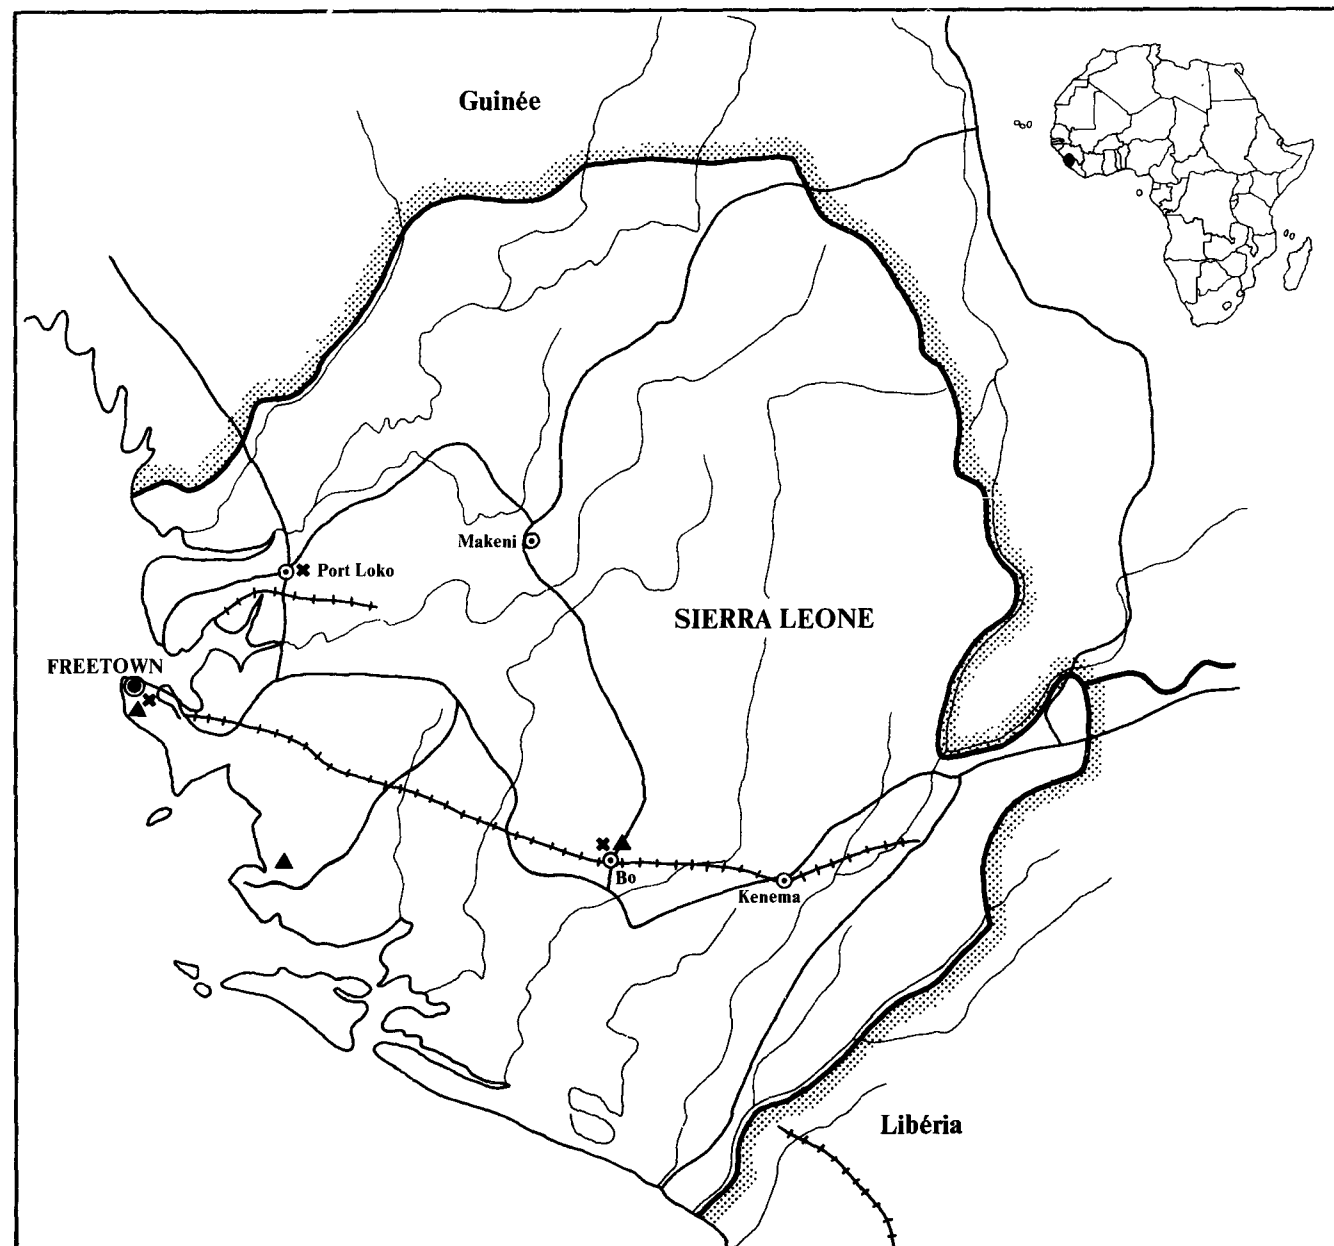 Guinée
Makeni
Port Loko
SIERRA LEONE
FREETOWN
Bo
Kenema
Libéria